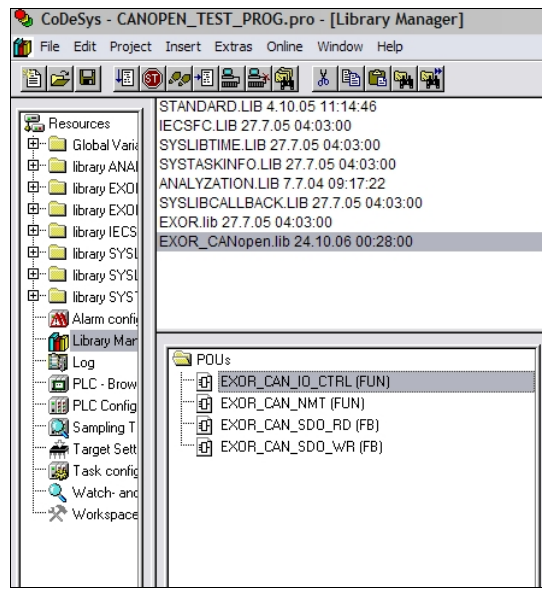 CoDeSys - CANOPEN_TEST_PROG.pro - [Library Manager]
File Edit Project Insert Extras Online Window Help
Resources
Global Varia
library ANAL
library EXOI
library EXOI
library IECS
library SYSL
library SYSL
library SYST
Alarm config
Library Man
Log
PLC - Brow
PLC Config
Sampling T
Target Sett
Task config
Watch- and
Workspace
STANDARD.LIB 4.10.05 11:14:46
IECSFC.LIB 27.7.05 04:03:00
SYSLIBTIME.LIB 27.7.05 04:03:00
SYSTASKINFO.LIB 27.7.05 04:03:00
ANALYZATION.LIB 7.7.04 09:17:22
SYSLIBCALLBACK.LIB 27.7.05 04:03:00
EXOR.lib 27.7.05 04:03:00
EXOR_CANopen.lib 24.10.06 00:28:00
POUs
EXOR_CAN_IO_CTRL (FUN)
EXOR_CAN_NMT (FUN)
EXOR_CAN_SDO_RD (FB)
EXOR_CAN_SDO_WR (FB)